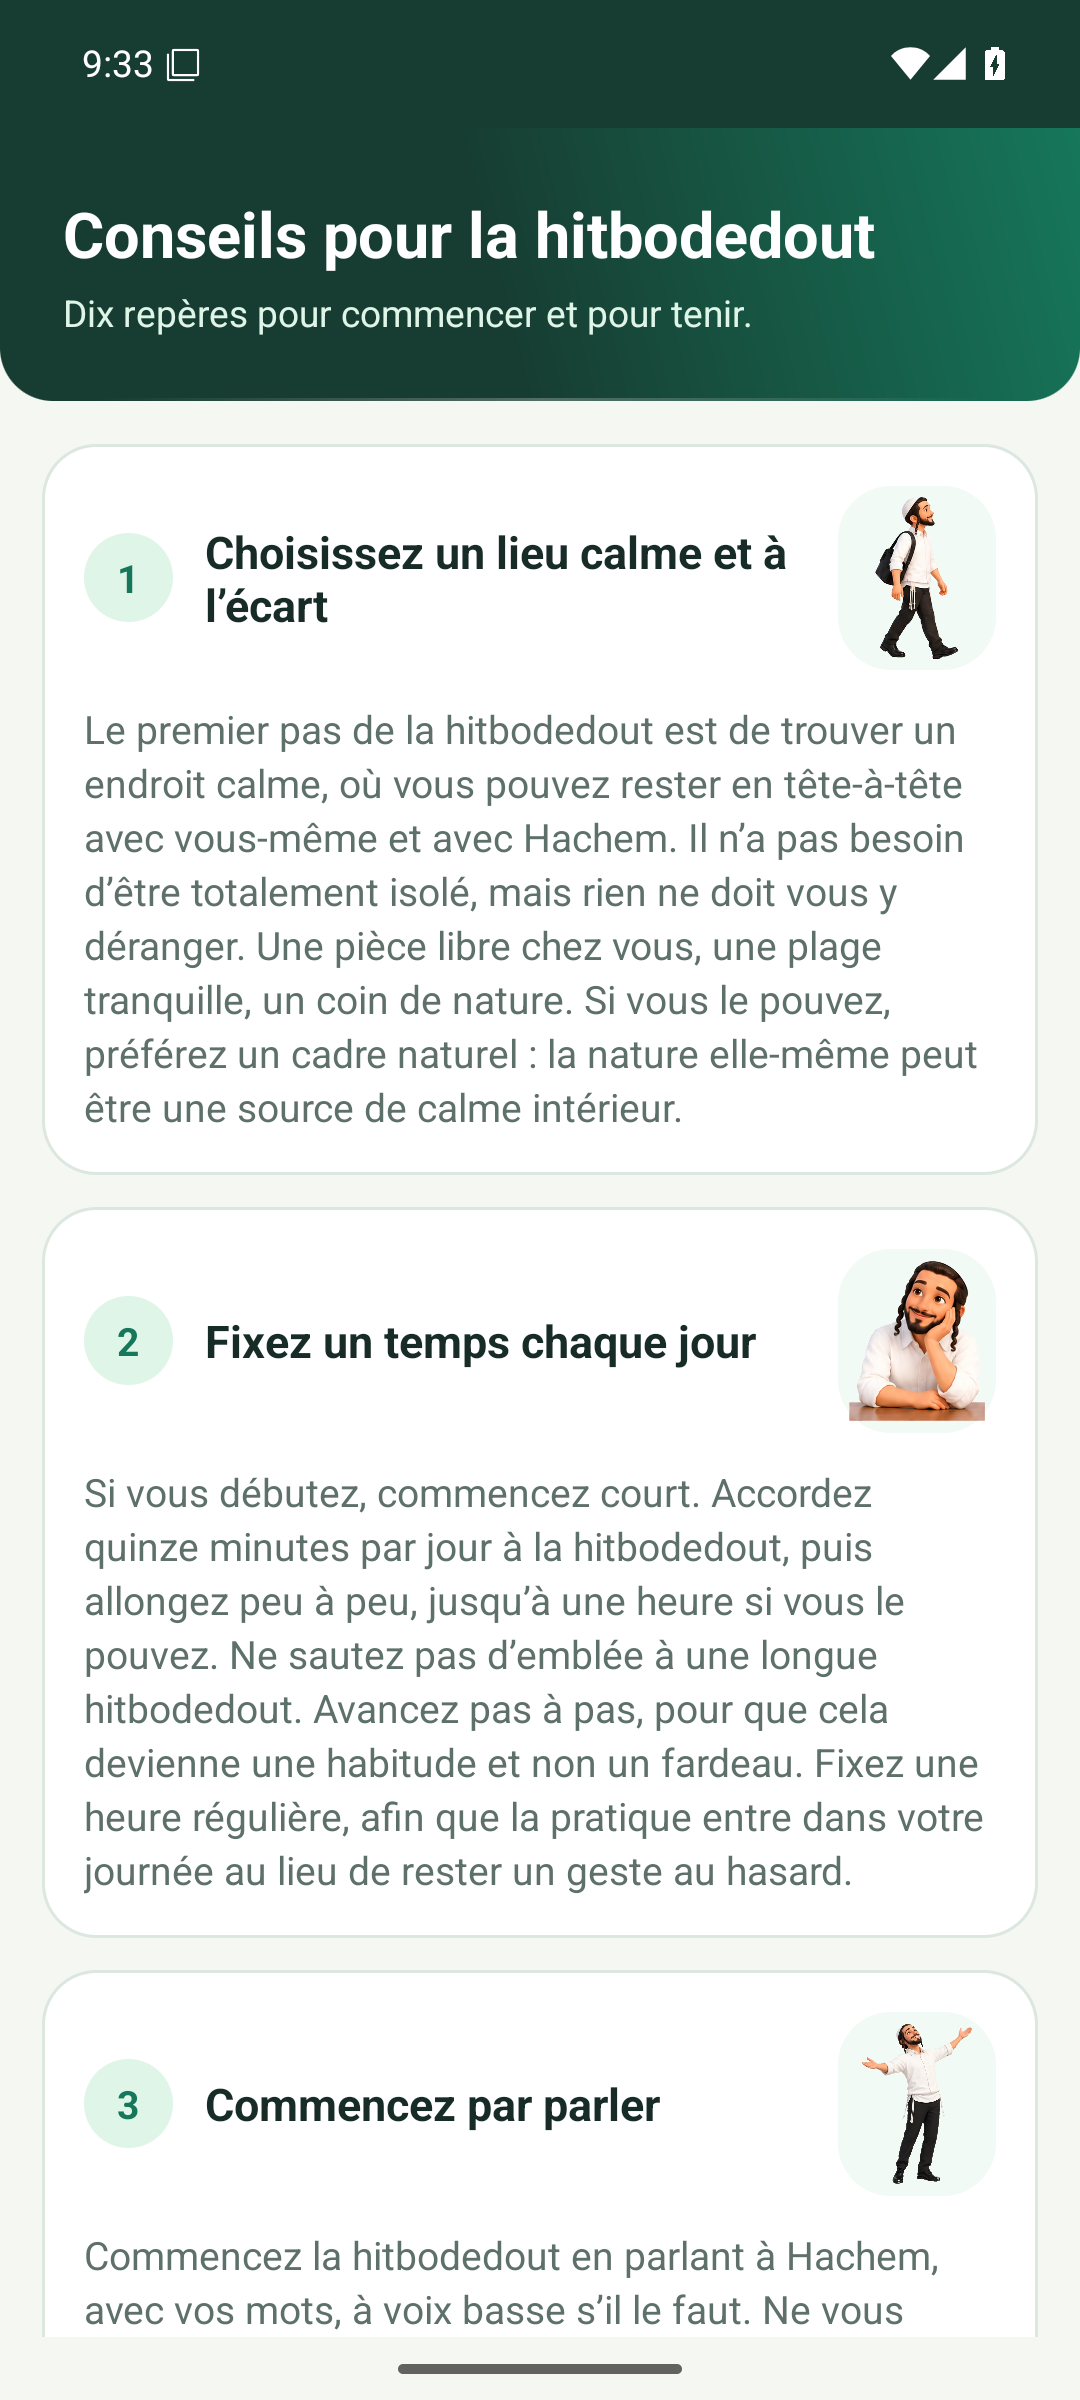 9:33
Conseils pour la hitbodedout
Dix repères pour commencer et pour tenir.
1
Choisissez un lieu calme et à
l’écart
Le premier pas de la hitbodedout est de trouver un
endroit calme, où vous pouvez rester en tête-à-tête
avec vous-même et avec Hachem. Il n’a pas besoin
d’être totalement isolé, mais rien ne doit vous y
déranger. Une pièce libre chez vous, une plage
tranquille, un coin de nature. Si vous le pouvez,
préférez un cadre naturel : la nature elle-même peut
être une source de calme intérieur.
2
Fixez un temps chaque jour
Si vous débutez, commencez court. Accordez
quinze minutes par jour à la hitbodedout, puis
allongez peu à peu, jusqu’à une heure si vous le
pouvez. Ne sautez pas d’emblée à une longue
hitbodedout. Avancez pas à pas, pour que cela
devienne une habitude et non un fardeau. Fixez une
heure régulière, afin que la pratique entre dans votre
journée au lieu de rester un geste au hasard.
3
Commencez par parler
Commencez la hitbodedout en parlant à Hachem,
avec vos mots, à voix basse s’il le faut. Ne vous